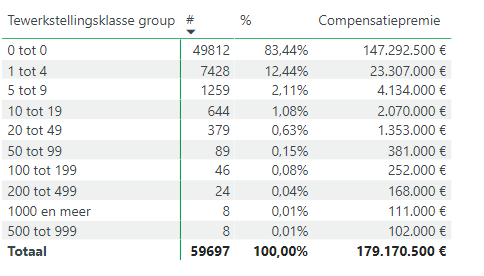 Tewerkstellingsklasse group # % Compensatiepremie
0 tot 0 49812 83,44% 147.292.500 €
1 tot 4 7428 12,44% 23.307.000 €
5 tot 9 1259 2,11% 4.134.000 €
10 tot 19 644 1,08% 2.070.000 €
20 tot 49 379 0,63% 1.353.000 €
50 tot 99 89 0,15% 381.000 €
100 tot 199 46 0,08% 252.000 €
200 tot 499 24 0,04% 168.000 €
1000 en meer 8 0,01% 111.000 €
500 tot 999 8 0,01% 102.000 €
Totaal 59697 100,00% 179.170.500 €